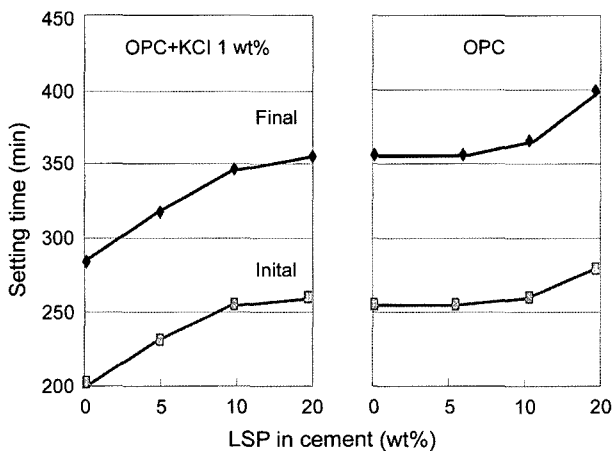 OPC+KCl 1 wt%
OPC
450
400
350
300
250
200
Setting time (min)
Final
Inital
0 5 10 20
0 5 10 20
LSP in cement (wt%)